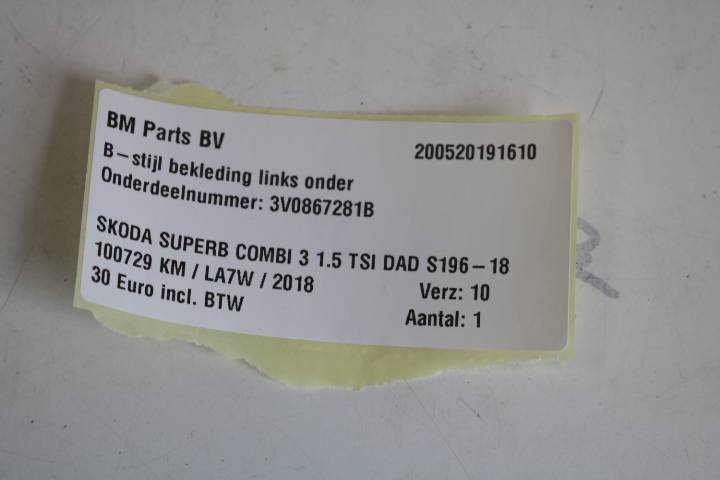 BM Parts BV 200520191610
B-stijl bekleding links onder
Onderdeelnummer: 3V0867281B
SKODA SUPERB COMBI 3 1.5 TSI DAD S196-18
100729 KM / LA7W / 2018 Verz: 10
30 Euro incl. BTW Aantal: 1